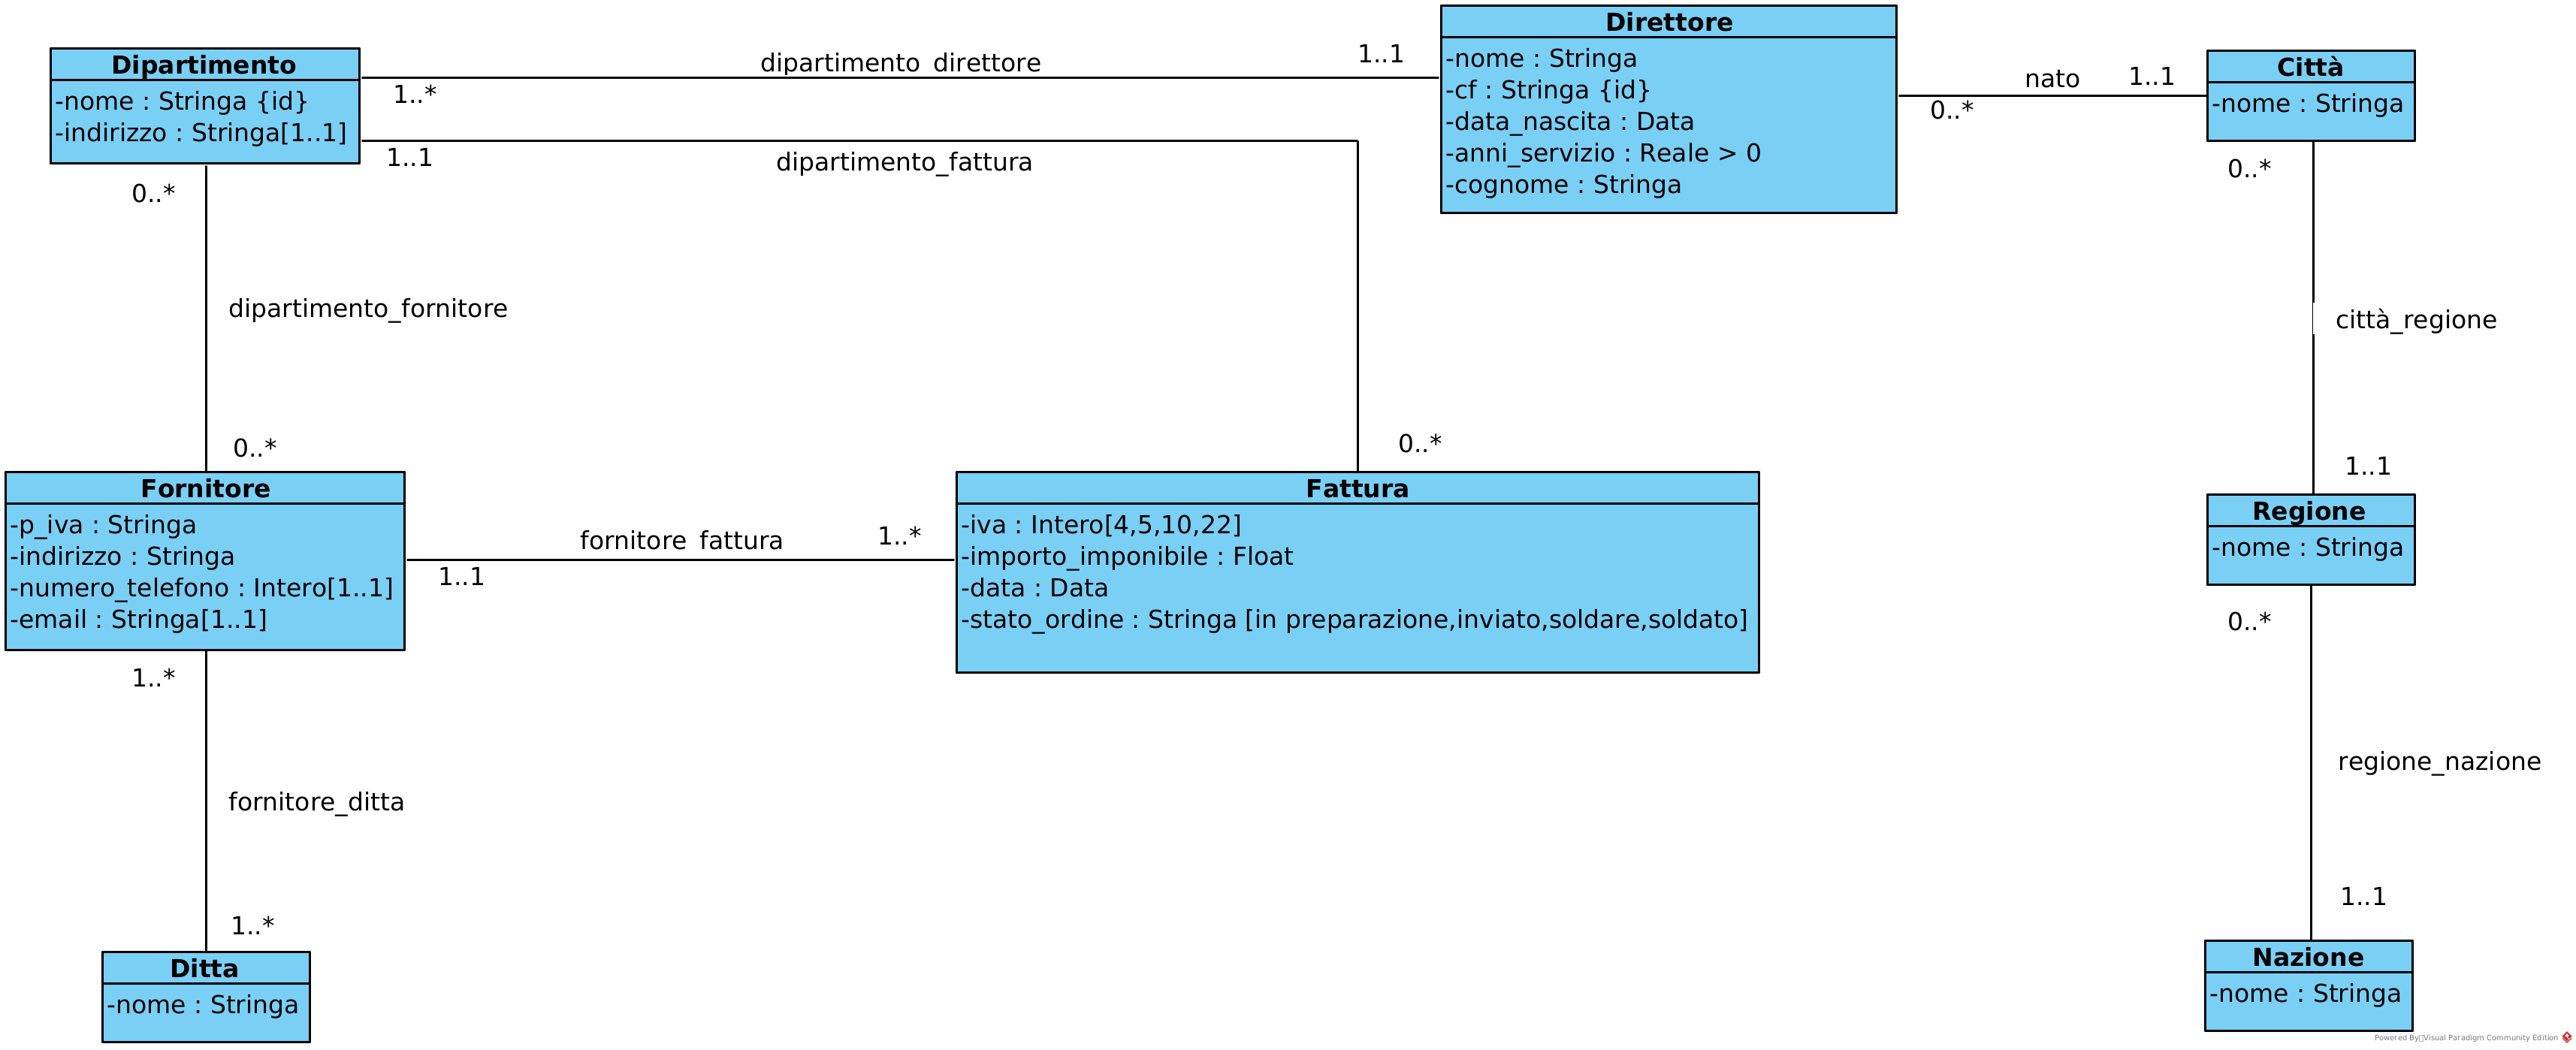 Dipartimento
-nome : Stringa {id}
-indirizzo : Stringa[1..1]
dipartimento_direttore
1..*
1..1
Direttore
-nome : Stringa
-cf : Stringa {id}
-data_nascita : Data
-anni_servizio : Reale > 0
-cognome : Stringa
nato
0..*
1..1
Città
-nome : Stringa
1..1
dipartimento_fattura
0..*
0..*
dipartimento_fornitore
0..*
0..*
città_regione
1..1
Fornitore
-p_iva : Stringa
-indirizzo : Stringa
-numero_telefono : Intero[1..1]
-email : Stringa[1..1]
fornitore_fattura
1..1
1..*
Fattura
-iva : Intero[4,5,10,22]
-importo_imponibile : Float
-data : Data
-stato_ordine : Stringa [in preparazione,inviato,soldare,soldato]
Regione
-nome : Stringa
1..*
fornitore_ditta
1..*
0..*
regione_nazione
1..1
Ditta
-nome : Stringa
Nazione
-nome : Stringa
Powered By Visual Paradigm Community Edition